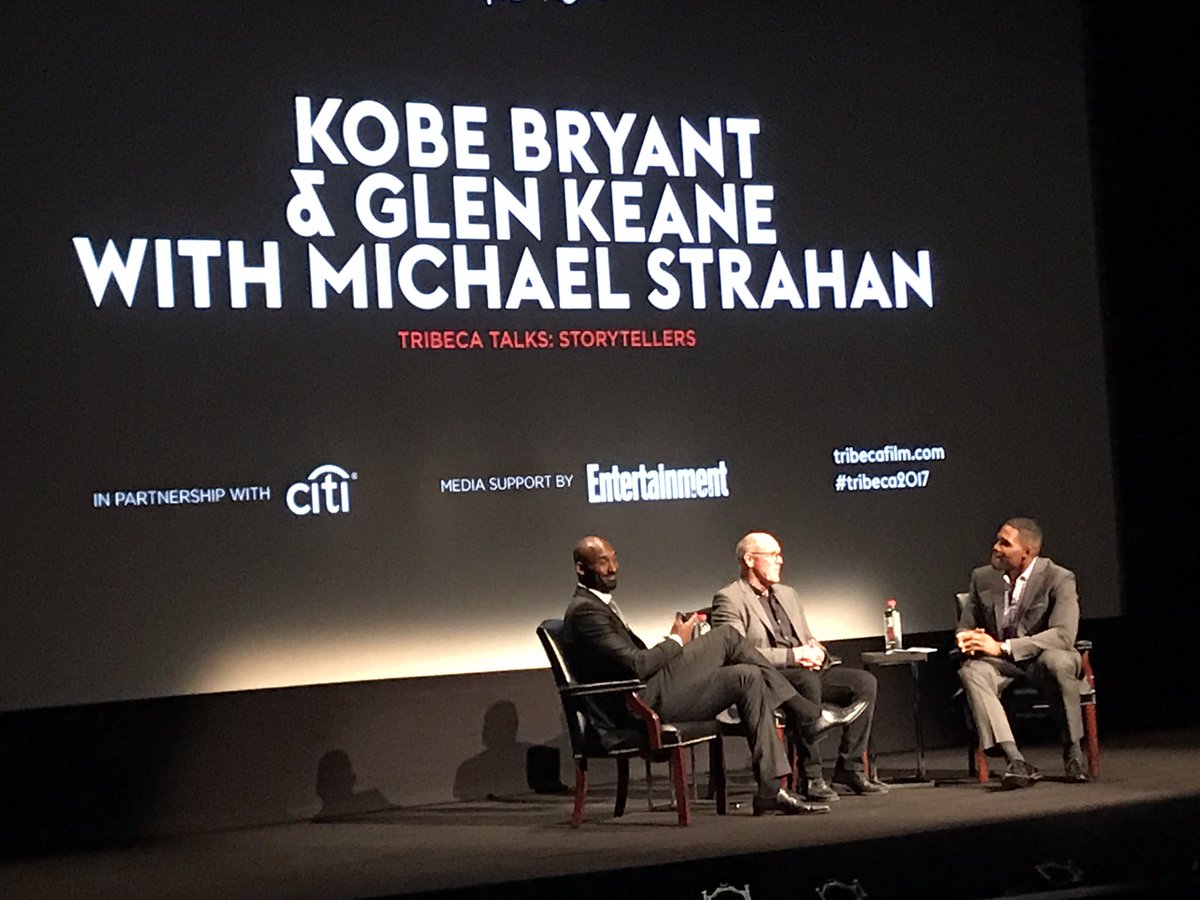 KOBE BRYANT
& GLEN KEANE
WITH MICHAEL STRAHAN
TRIBECA TALKS: STORYTELLERS
IN PARTNERSHIP WITH citi®
MEDIA SUPPORT BY Entertainment
tribecafilm.com
#tribeca2017